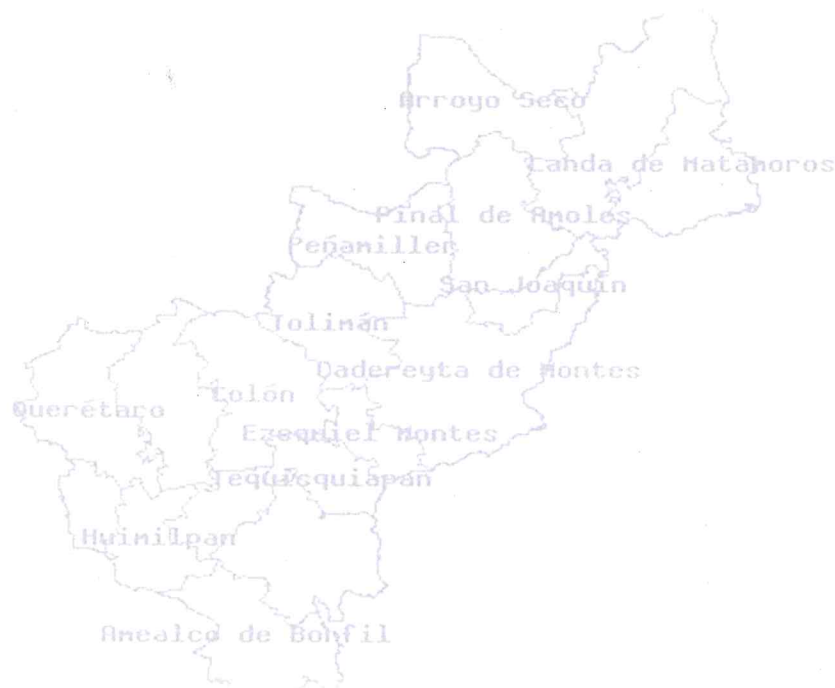 Arroyo Seco
Landa de Matamoros
Pinal de Amoles
Peñamiller
San Joaquín
Tolimán
Cadereyta de Montes
Colón
Querétaro
Ezequiel Montes
Tequisquiapan
Huimilpan
Amealco de Bonfil